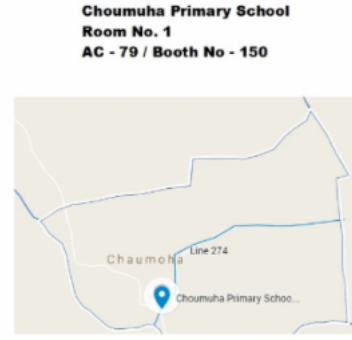 Choumuha Primary School
Room No. 1
AC - 79 / Booth No - 150
Line 274
Chaumoha
Choumuha Primary Schoo...